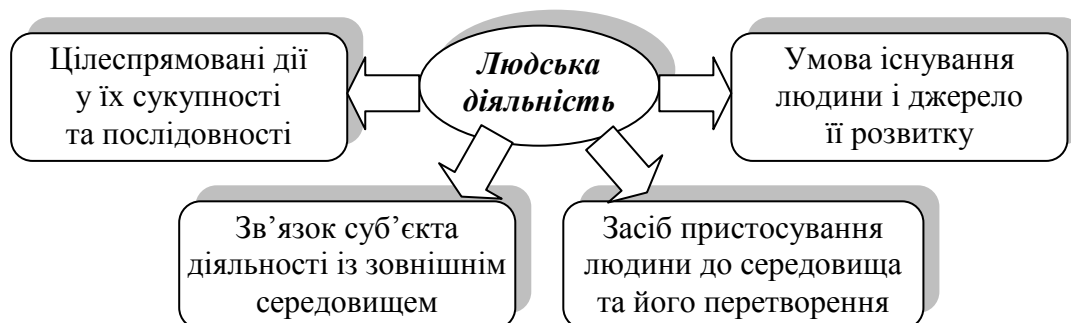 Людська
діяльність
Цілеспрямовані дії
у їх сукупності
та послідовності
Умова існування
людини і джерело
її розвитку
Зв’язок суб’єкта
діяльності із зовнішнім
середовищем
Засіб пристосування
людини до середовища
та його перетворення